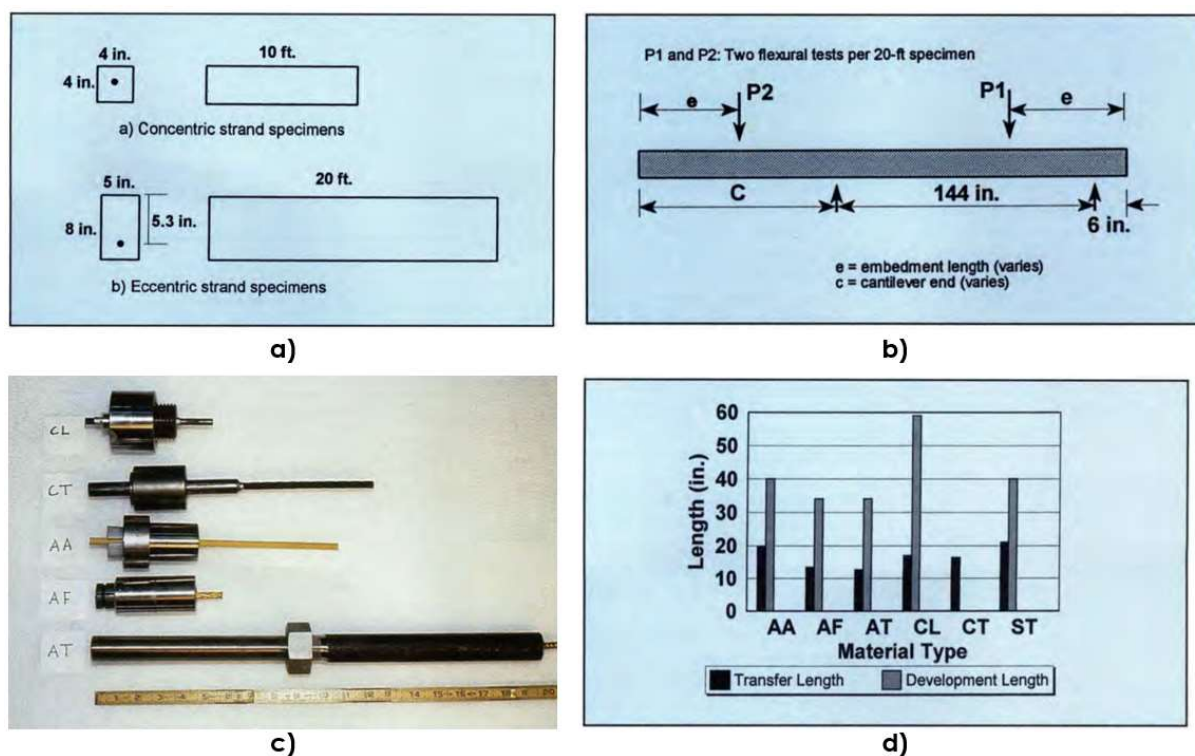 4 in.
10 ft.
4 in.
a) Concentric strand specimens
5 in.
20 ft.
8 in.
5.3 in.
b) Eccentric strand specimens
a)
P1 and P2: Two flexural tests per 20-ft specimen
e
P2
P1
e
C
144 in.
6 in.
e = embedment length (varies)
c = cantilever end (varies)
b)
CL
CT
AA
AF
AT
c)
60
50
40
30
20
10
0
Length (in.)
AA AF AT CL CT ST
Material Type
Transfer Length Development Length
d)